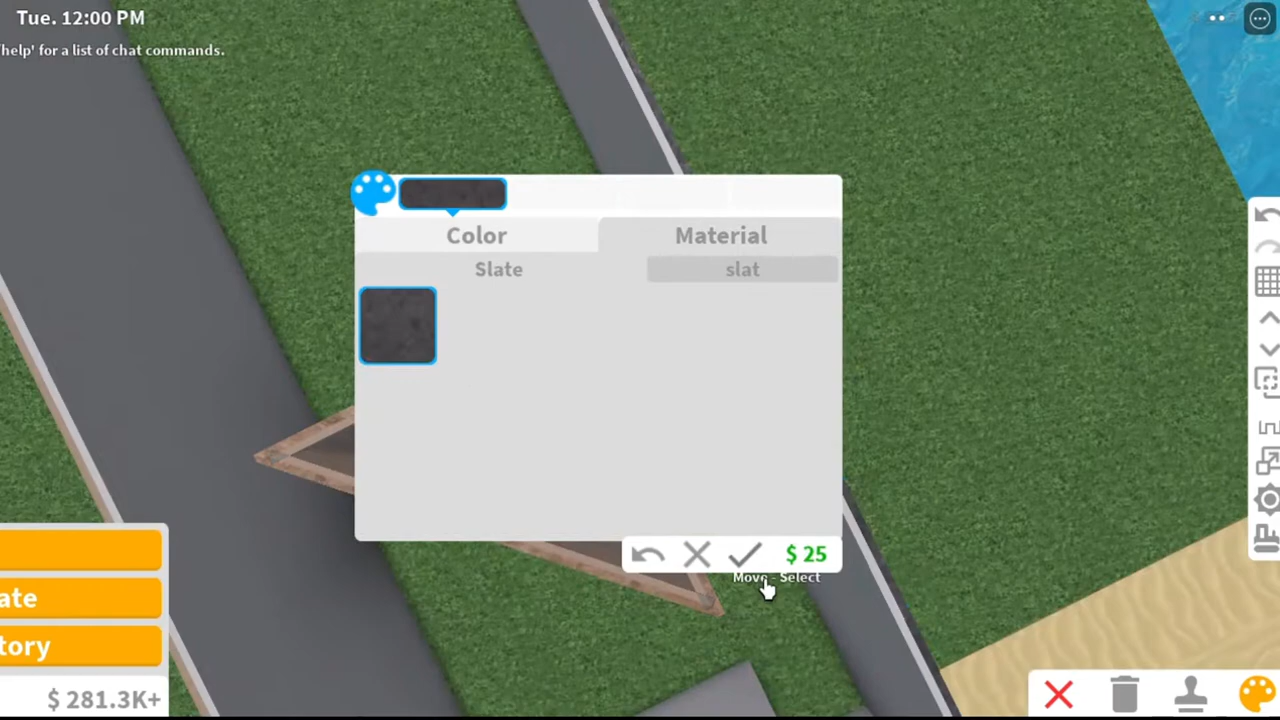 Tue. 12:00 PM
help' for a list of chat commands.
Color
Material
Slate
slat
$ 25
Move - Select
ate
tory
$ 281.3K+